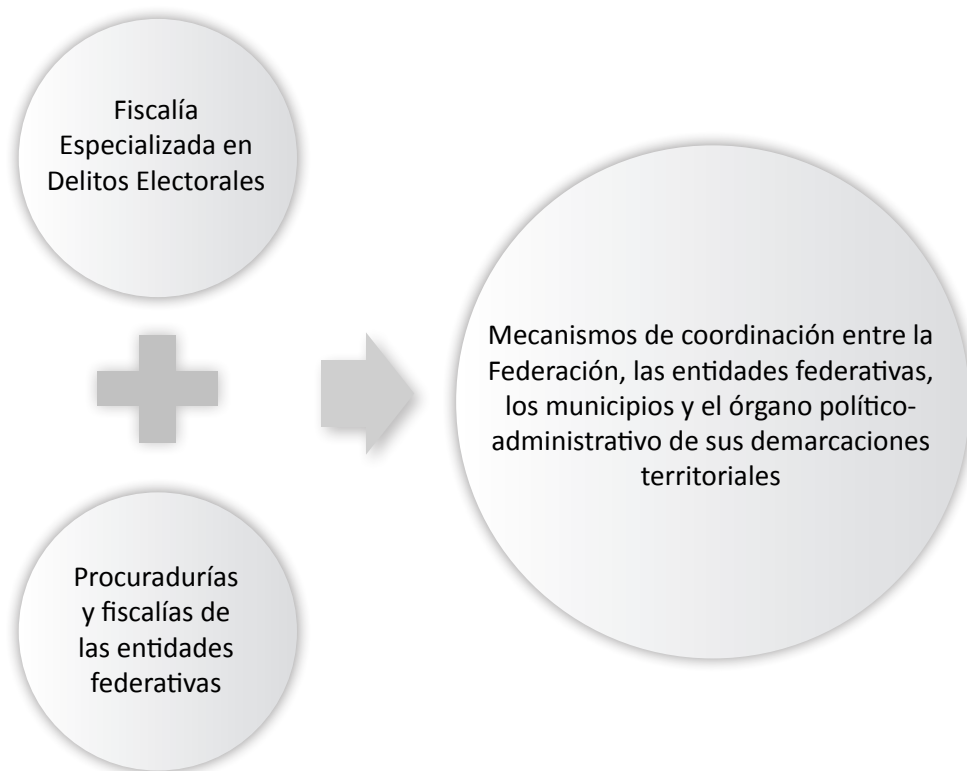 Fiscalía
Especializada en
Delitos Electorales
Procuradurías
y fiscalías de
las entidades
federativas
Mecanismos de coordinación entre la
Federación, las entidades federativas,
los municipios y el órgano político-
administrativo de sus demarcaciones
territoriales